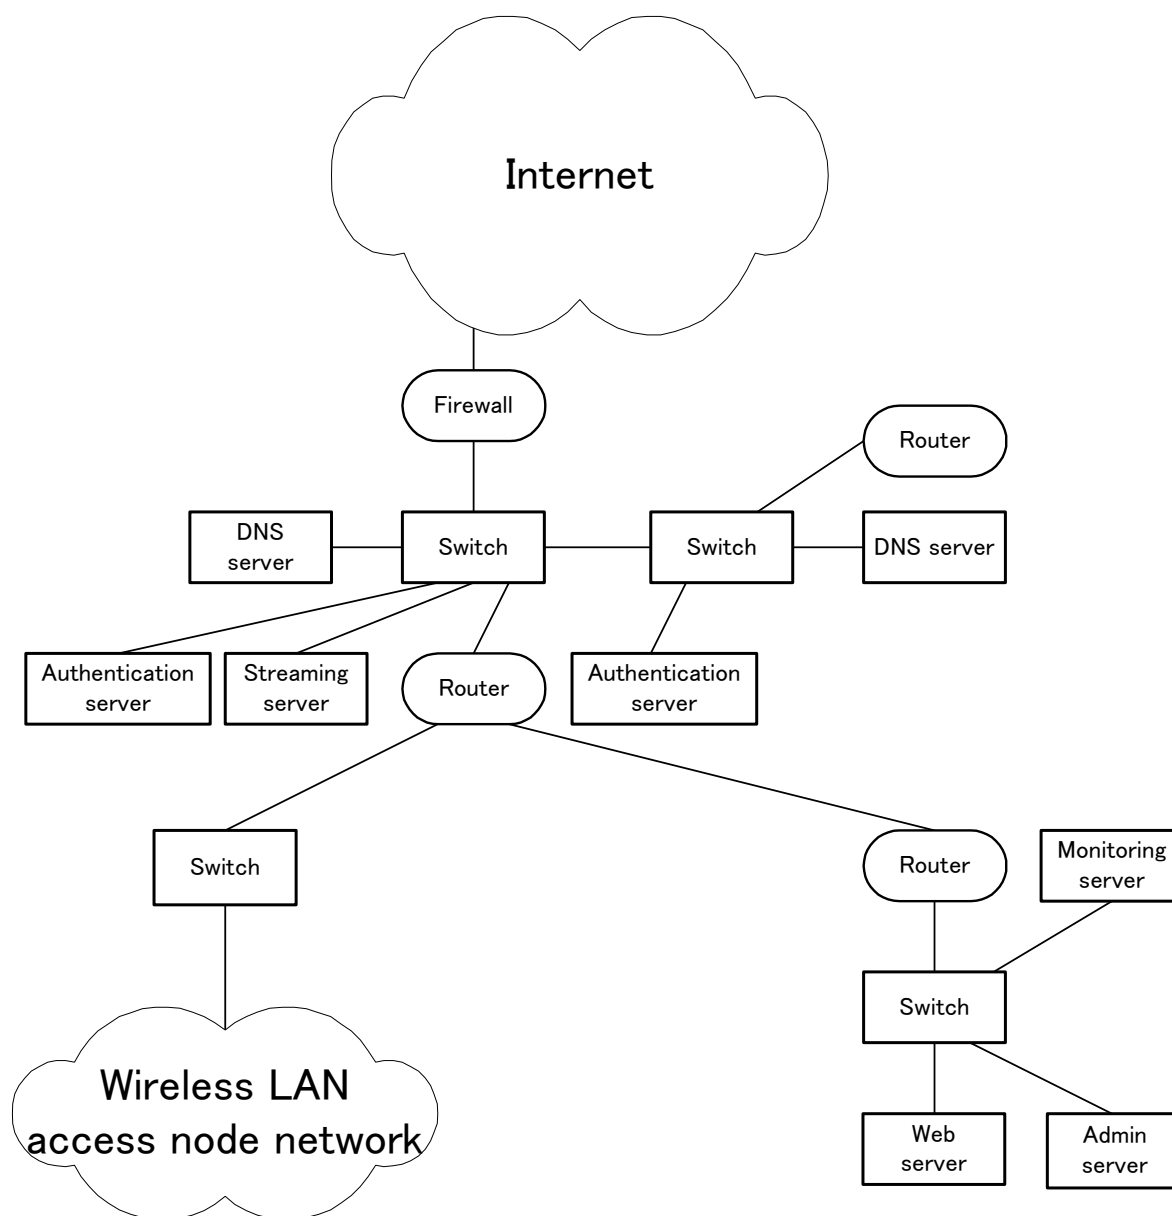 Internet
Firewall
Router
DNS
server
Switch
Switch
DNS server
Authentication
server
Streaming
server
Router
Authentication
server
Switch
Router
Monitoring
server
Switch
Wireless LAN
access node network
Web
server
Admin
server